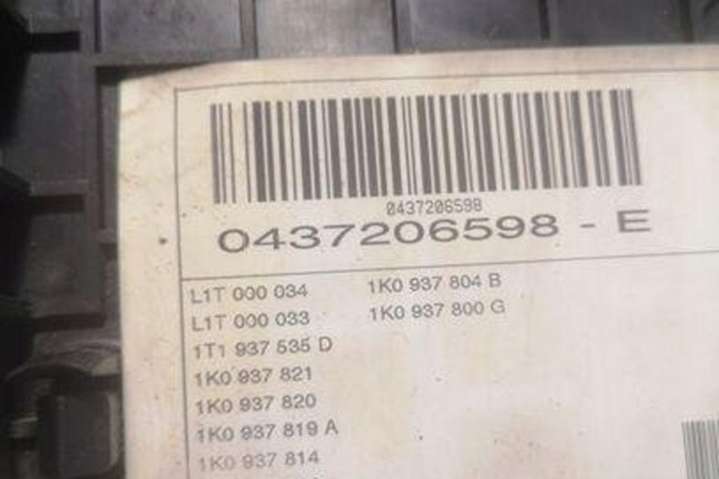 0437206598
0437206598 - E
L1T 000 034 1K0 937 804 B
L1T 000 033 1K0 937 800 G
1T1 937 535 D
1K0 937 821
1K0 937 820
1K0 937 819 A
1K0 937 814